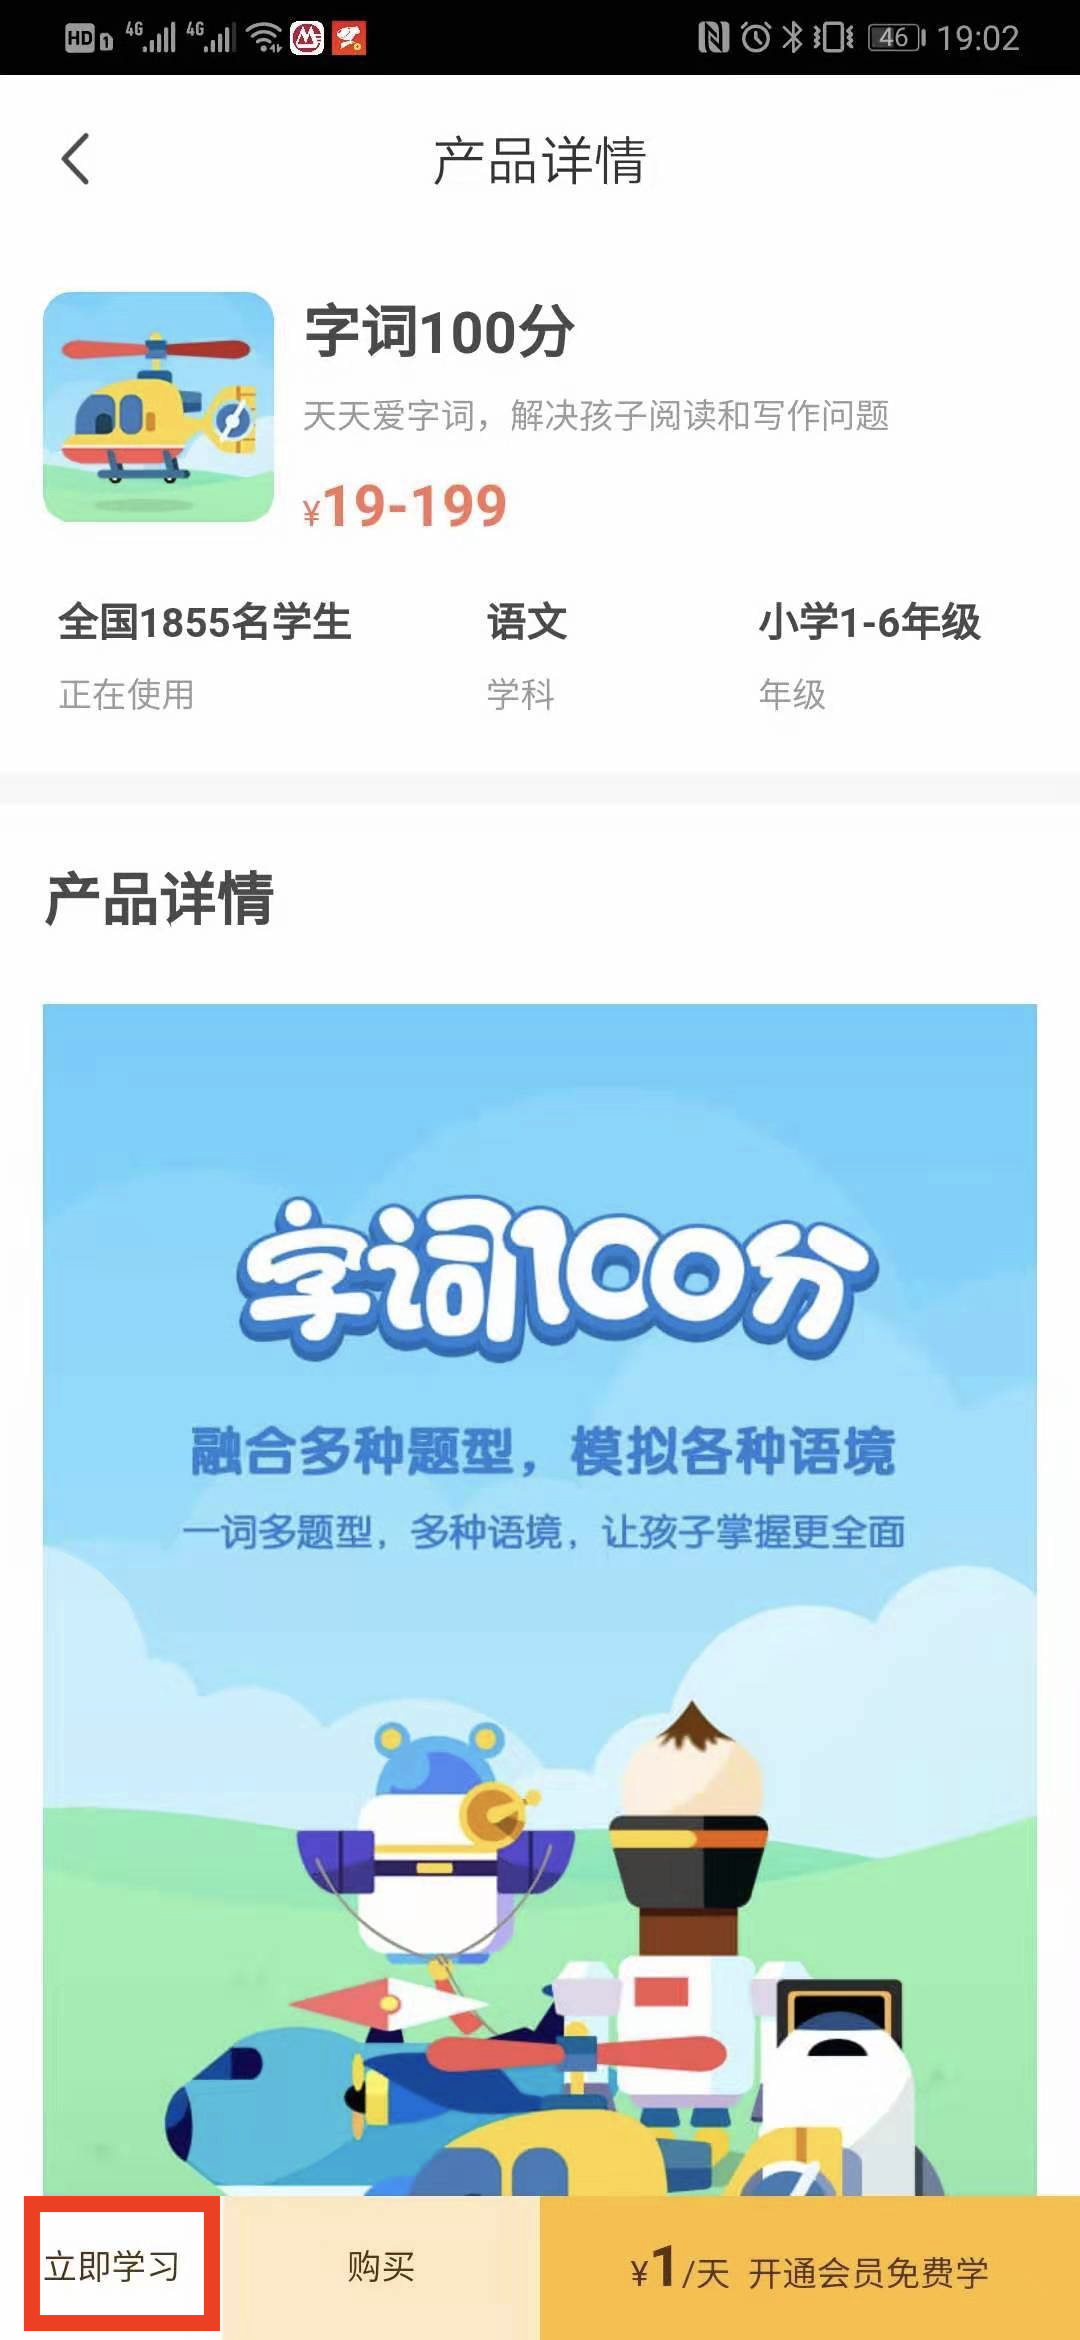 HD 1 4G 4G 46 19:02
产品详情
字词100分
天天爱字词，解决孩子阅读和写作问题
¥19-199
全国1855名学生 语文 小学1-6年级
正在使用 学科 年级
产品详情
字词100分
融合多种题型，模拟各种语境
一词多题型，多种语境，让孩子掌握更全面
立即学习 购买 ¥1/天 开通会员免费学